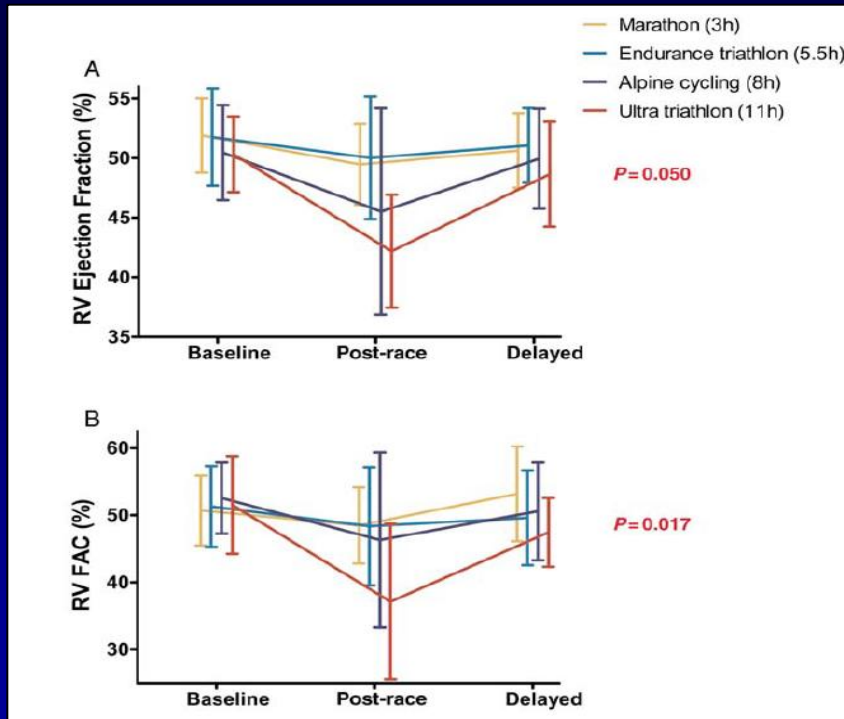 Marathon (3h)
Endurance triathlon (5.5h)
Alpine cycling (8h)
Ultra triathlon (11h)
A
RV Ejection Fraction (%)
55
50
45
40
35
Baseline Post-race Delayed
P = 0.050
B
RV FAC (%)
60
50
40
30
Baseline Post-race Delayed
P = 0.017